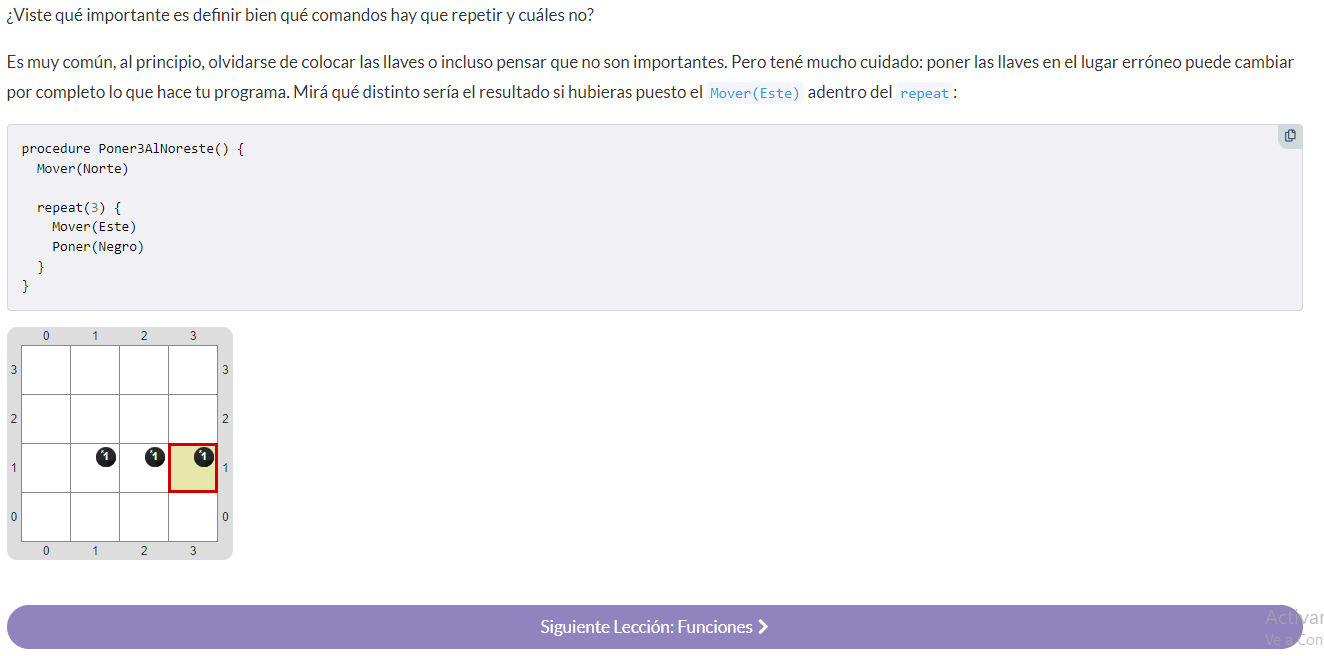 ¿Viste qué importante es definir bien qué comandos hay que repetir y cuáles no?
Es muy común, al principio, olvidarse de colocar las llaves o incluso pensar que no son importantes. Pero tené mucho cuidado: poner las llaves en el lugar erróneo puede cambiar
por completo lo que hace tu programa. Mirá qué distinto sería el resultado si hubieras puesto el Mover(Este) adentro del repeat:
procedure Poner3AlNoreste() {
Mover(Norte)
repeat(3) {
Mover(Este)
Poner(Negro)
}
}
0 1 2 3
3 3
2 2
1 1 1 1 1
0 0
0 1 2 3
Siguiente Lección: Funciones
Activar
Ve a Con